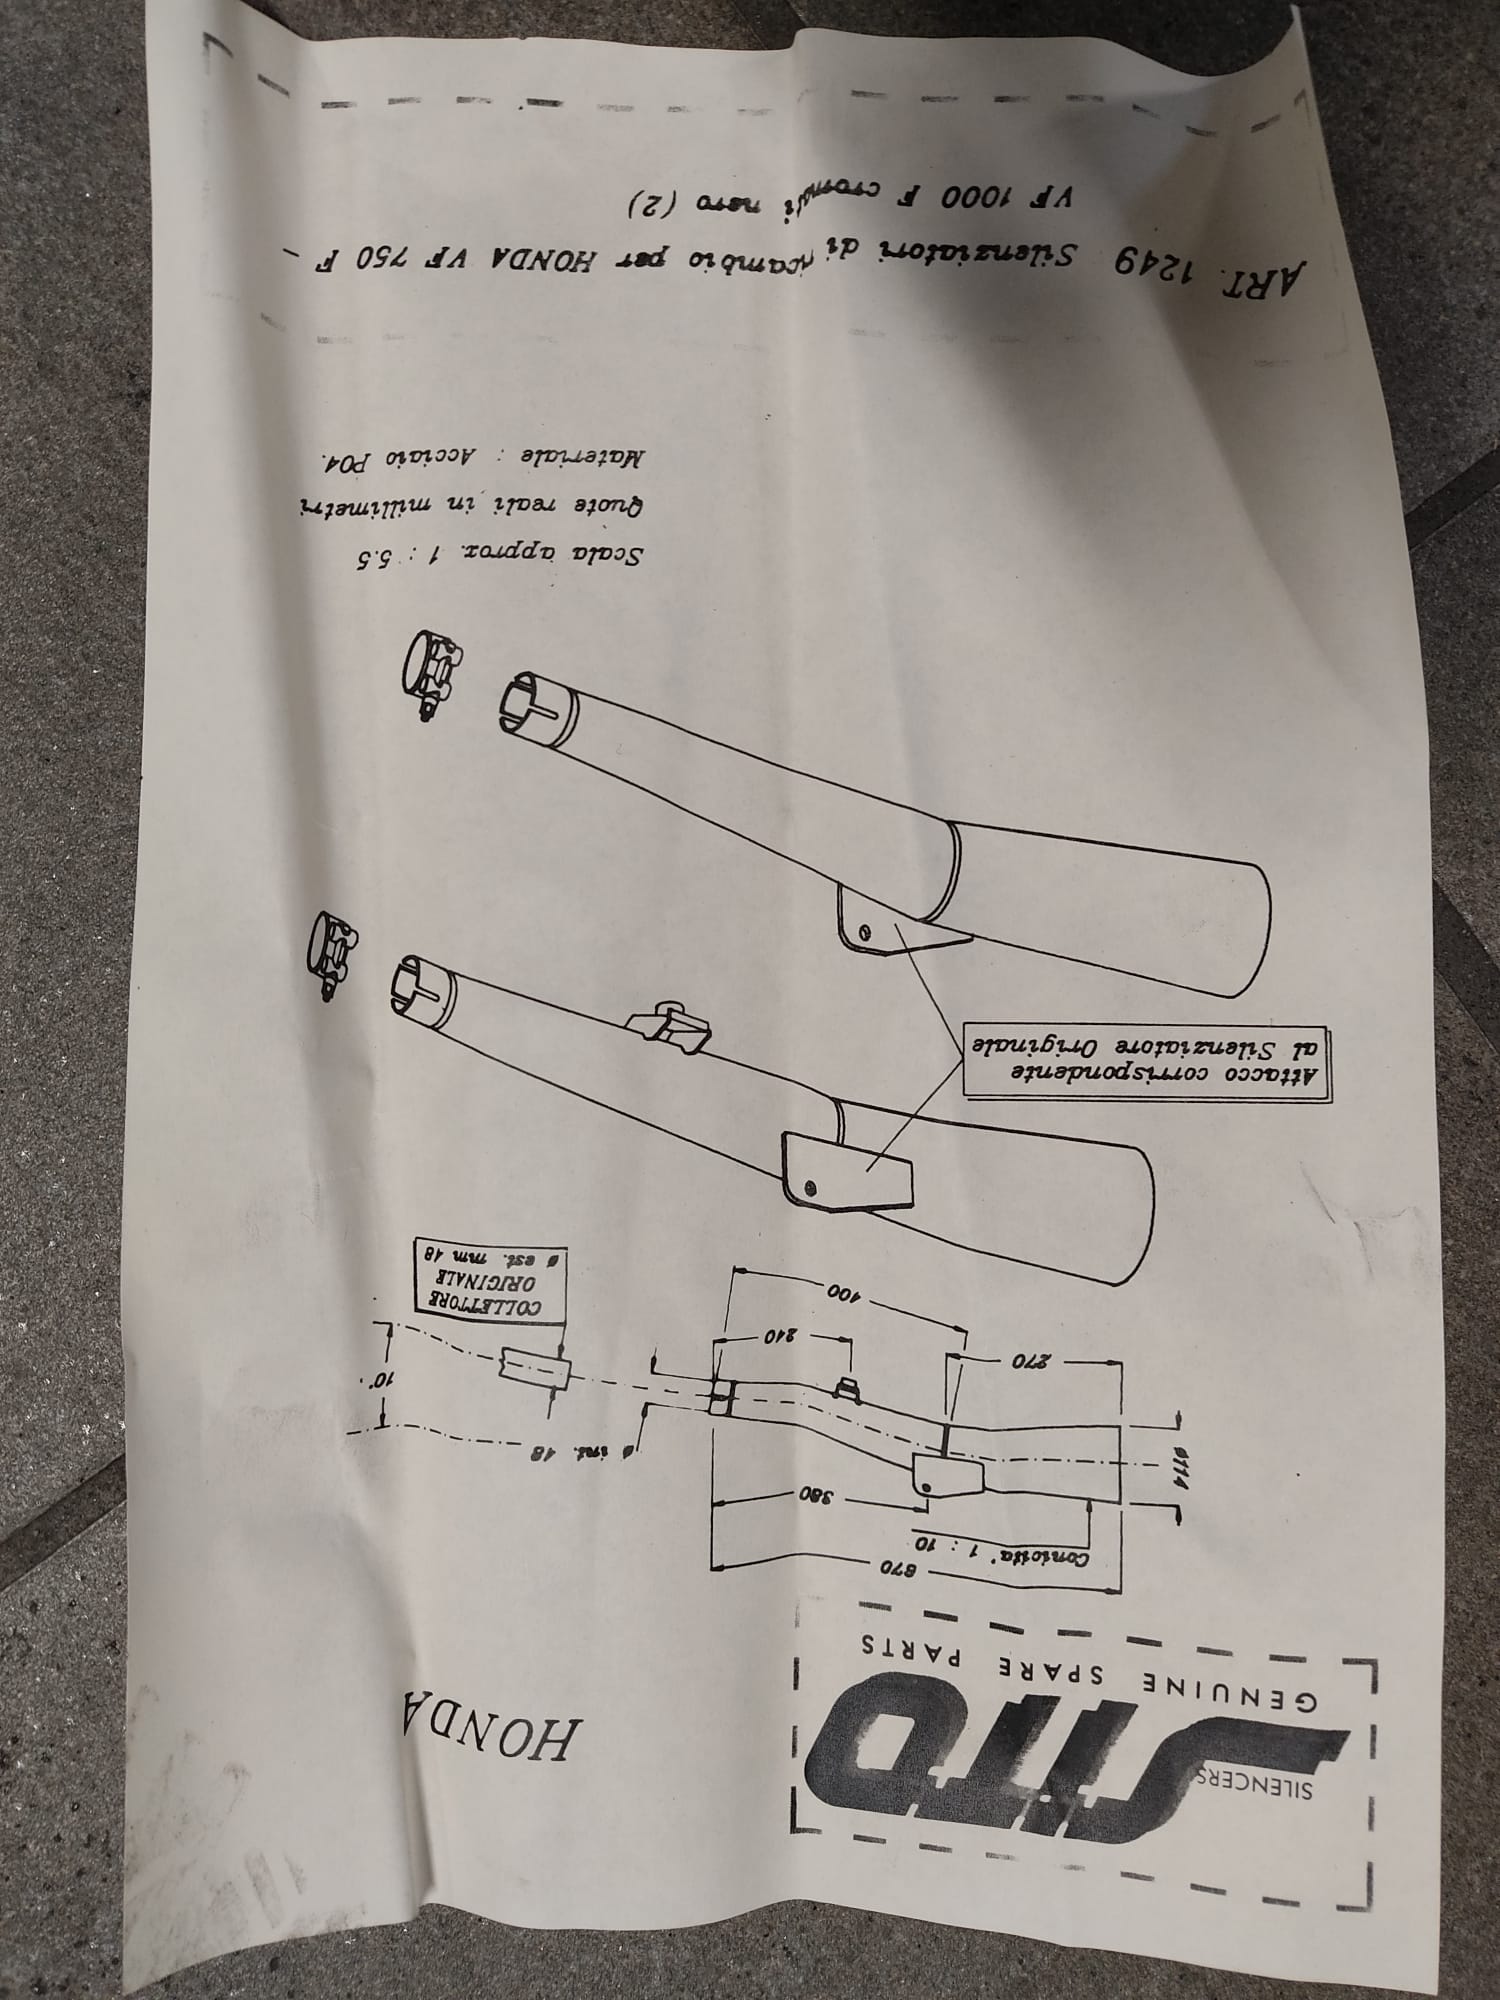 SILENCERS
SITO
GENUINE SPARE PARTS
HONDA
670
Conicita' 1 : 10
380
ø114
ø int. 48
10°
270
240
400
COLLETTORE
ORIGINALE
ø est. mm 48
Attacco corrispondente
al Silenziatore Originale
Scala approx. 1 : 5.5
Quote reali in millimetri
Materiale : Acciaio P04.
ART. 1249 Silenziatori di ricambio per HONDA VF 750 F -
VF 1000 F cromati nero (2)